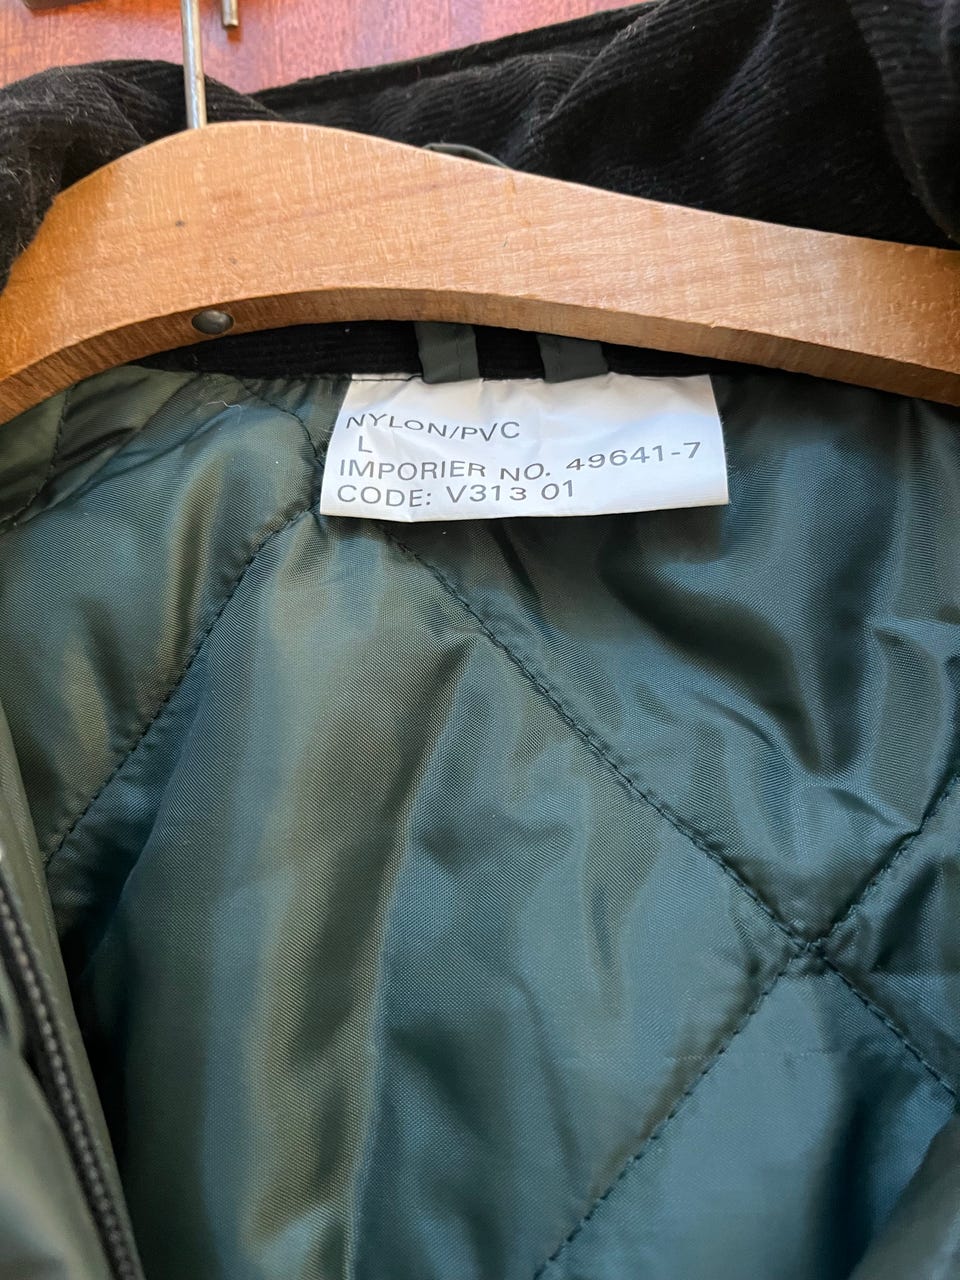 NYLON/PVC
L
IMPORIER NO. 49641-7
CODE: V313 01